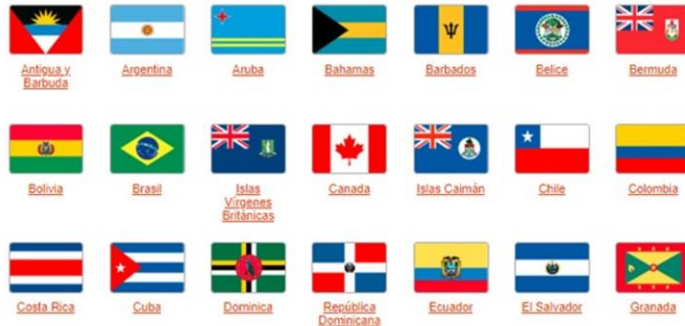 Antigua y
Barbuda
Argentina
Aruba
Bahamas
Barbados
Belice
Bermuda
Bolivia
Brasil
Islas
Vírgenes
Británicas
Canada
Islas Caimán
Chile
Colombia
Costa Rica
Cuba
Dominica
República
Dominicana
Ecuador
El Salvador
Granada